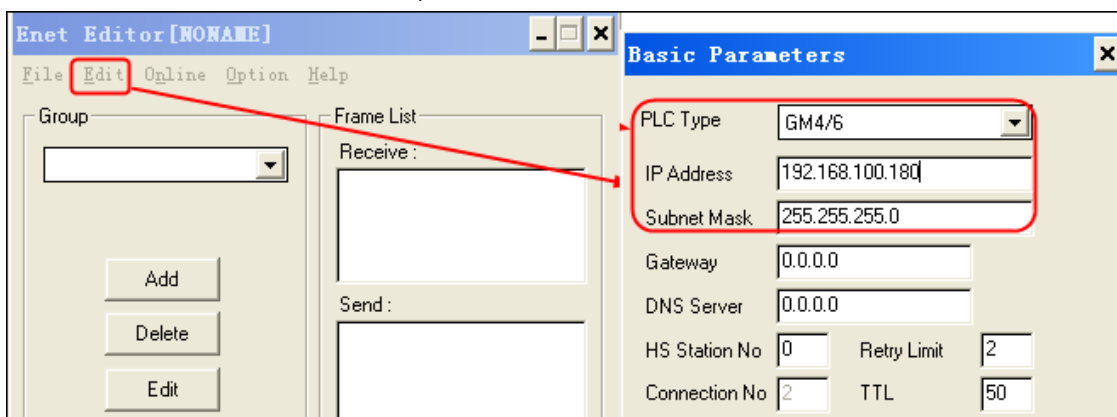 Enet Editor[NONAME]
File Edit Online Option Help
Group
Frame List
Receive :
Add
Delete
Edit
Send :
Basic Parameters
PLC Type GM4/6
IP Address 192.168.100.180
Subnet Mask 255.255.255.0
Gateway 0.0.0.0
DNS Server 0.0.0.0
HS Station No 0 Retry Limit 2
Connection No 2 TTL 50